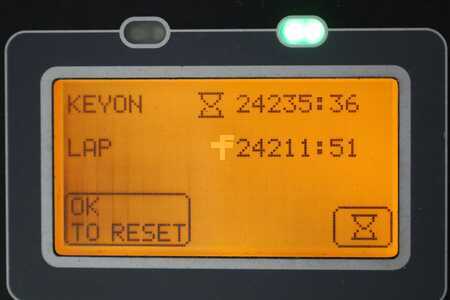 KEYON 24235:36
LAP 24211:51
OK
TO RESET